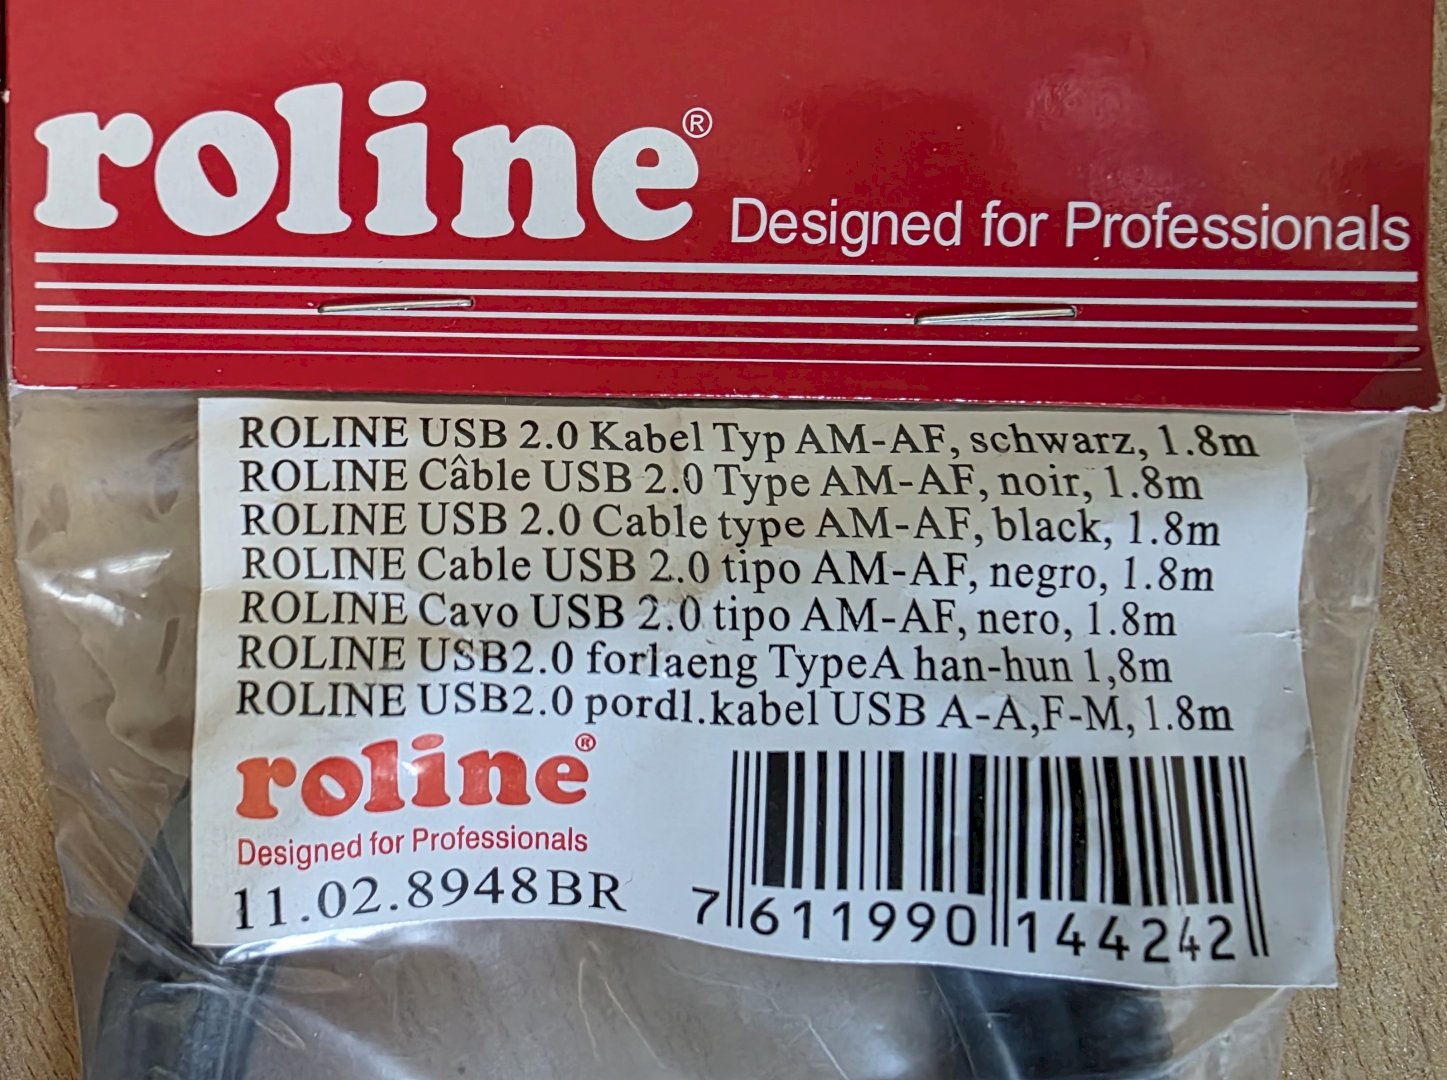 roline®
Designed for Professionals
ROLINE USB 2.0 Kabel Typ AM-AF, schwarz, 1.8m
ROLINE Câble USB 2.0 Type AM-AF, noir, 1.8m
ROLINE USB 2.0 Cable type AM-AF, black, 1.8m
ROLINE Cable USB 2.0 tipo AM-AF, negro, 1.8m
ROLINE Cavo USB 2.0 tipo AM-AF, nero, 1.8m
ROLINE USB2.0 forlaeng TypeA han-hun 1,8m
ROLINE USB2.0 pordl.kabel USB A-A,F-M, 1.8m
roline®
Designed for Professionals
11.02.8948BR
7 611990 144242